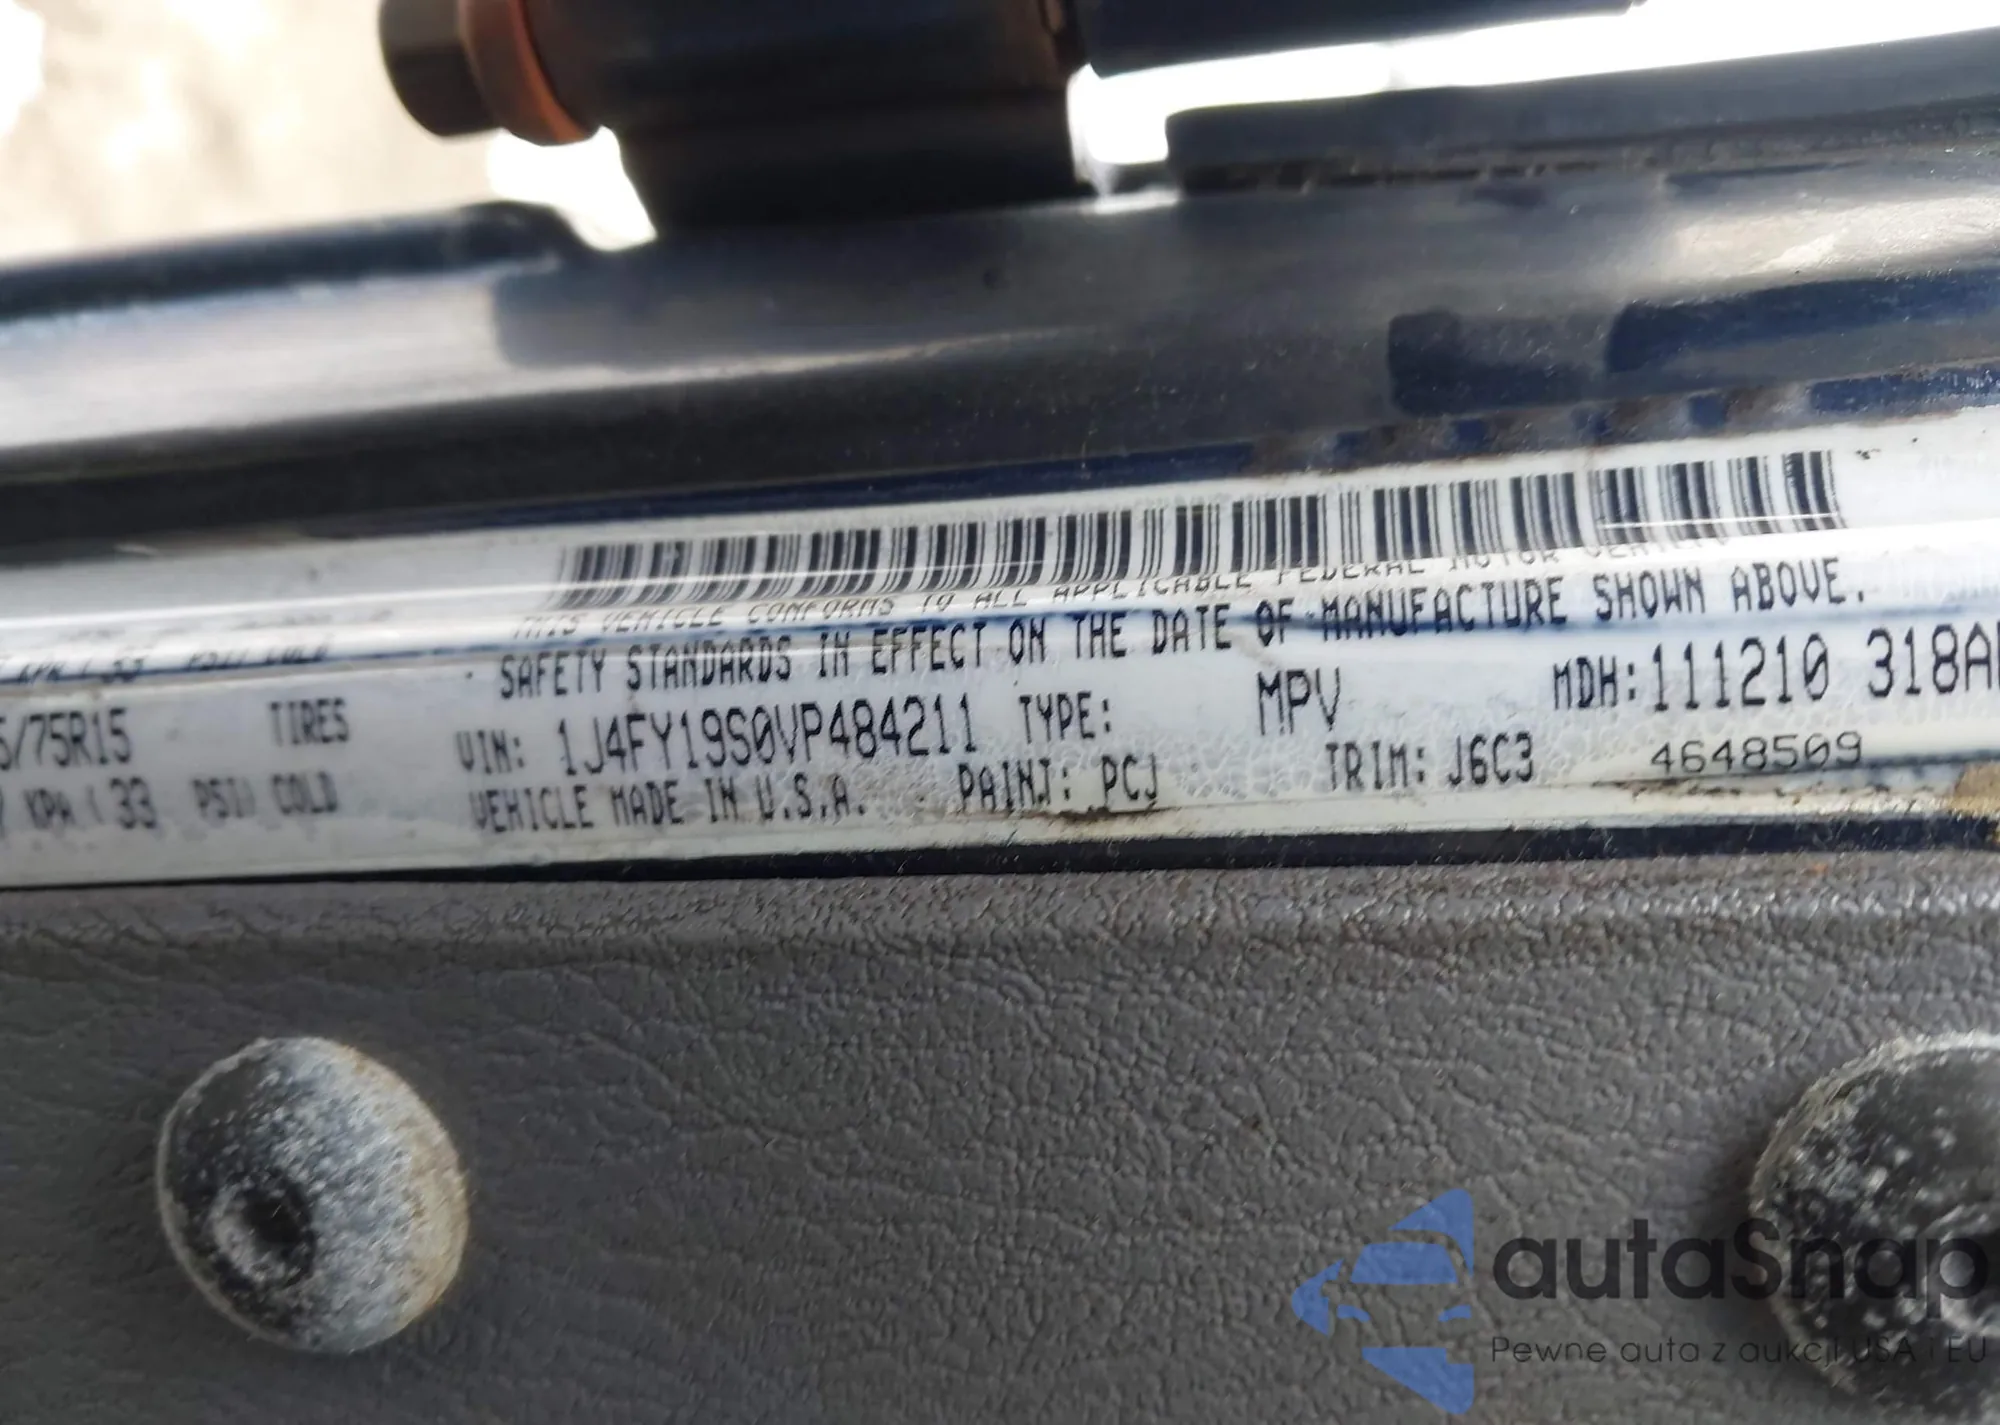 THIS VEHICLE CONFORMS TO ALL APPLICABLE FEDERAL MOTOR VEHICLE
SAFETY STANDARDS IN EFFECT ON THE DATE OF MANUFACTURE SHOWN ABOVE.
5/75R15 TIRES VIN: 1J4FY19S0VP484211 TYPE: MPV MDH: 111210 318A
KPA ( 33 PSI) COLD VEHICLE MADE IN U.S.A. PAINT: PCJ TRIM: J6C3 4648509
autaSnap
Pewne auta z aukcji USA i EU